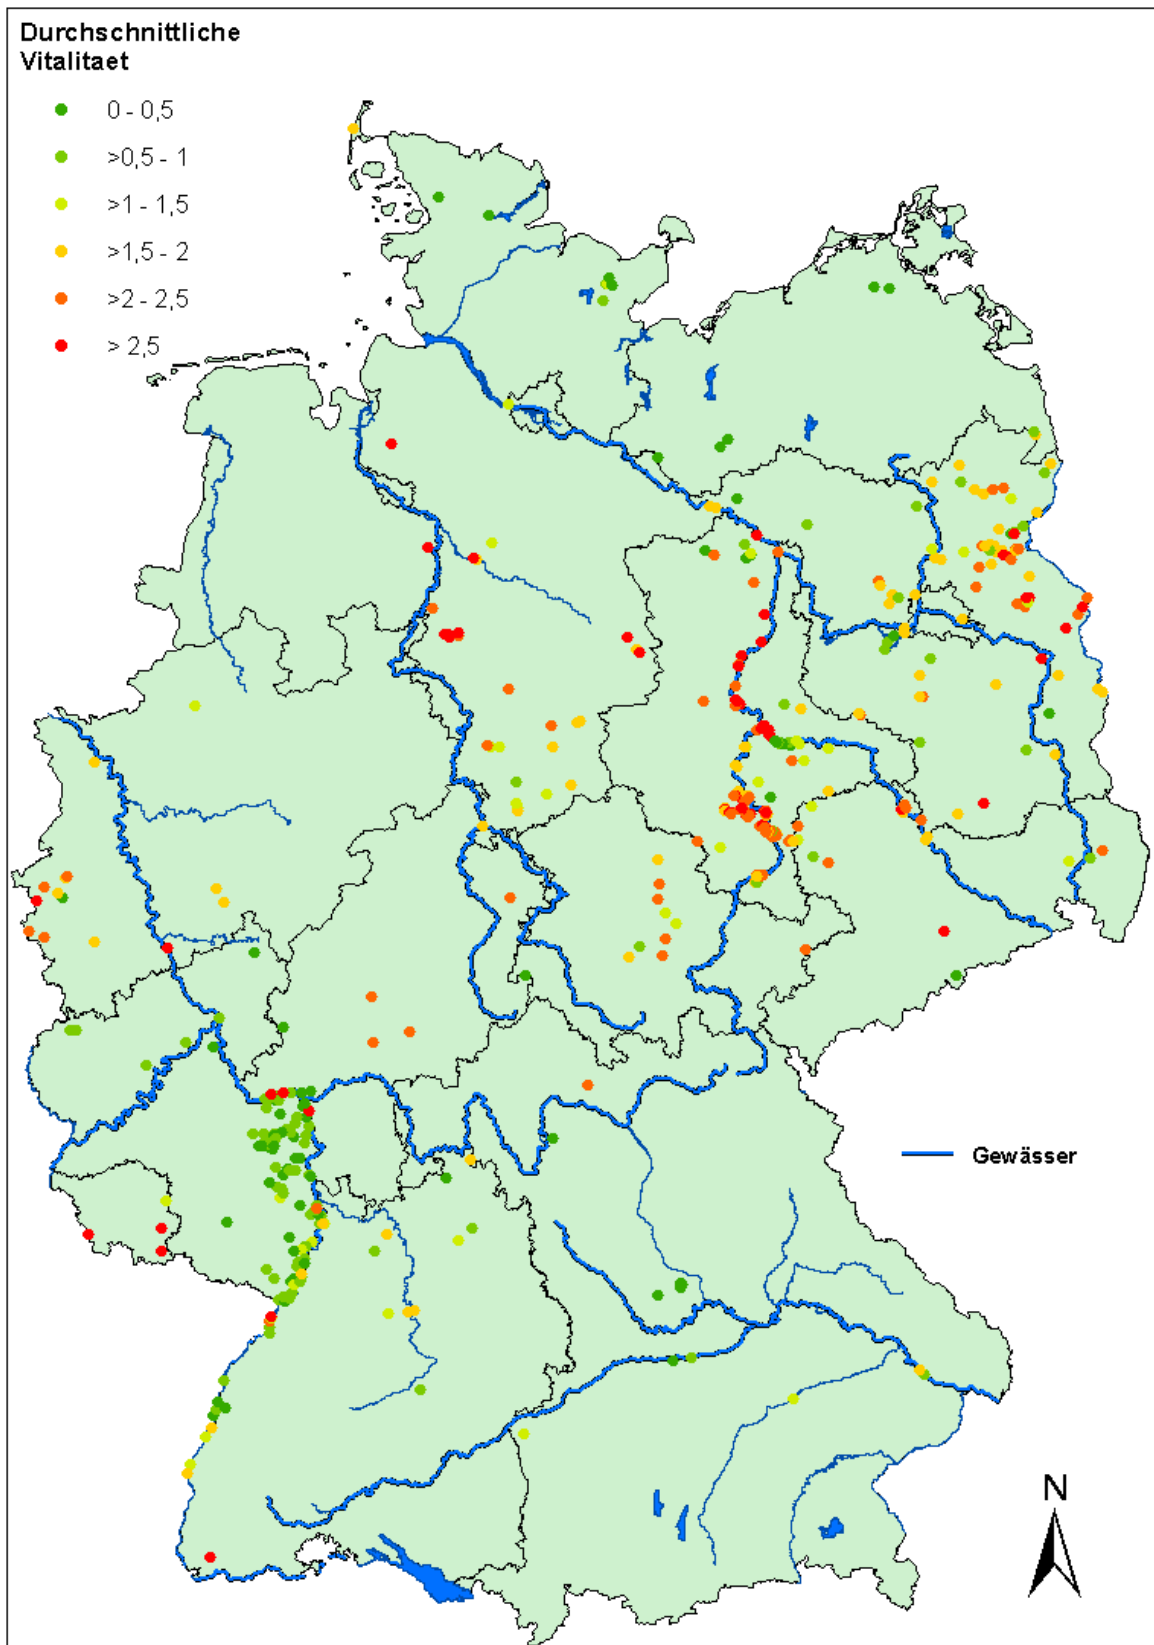 Durchschnittliche
Vitalitaet
0 - 0,5
>0,5 - 1
>1 - 1,5
>1,5 - 2
>2 - 2,5
> 2,5
Gewässer
N